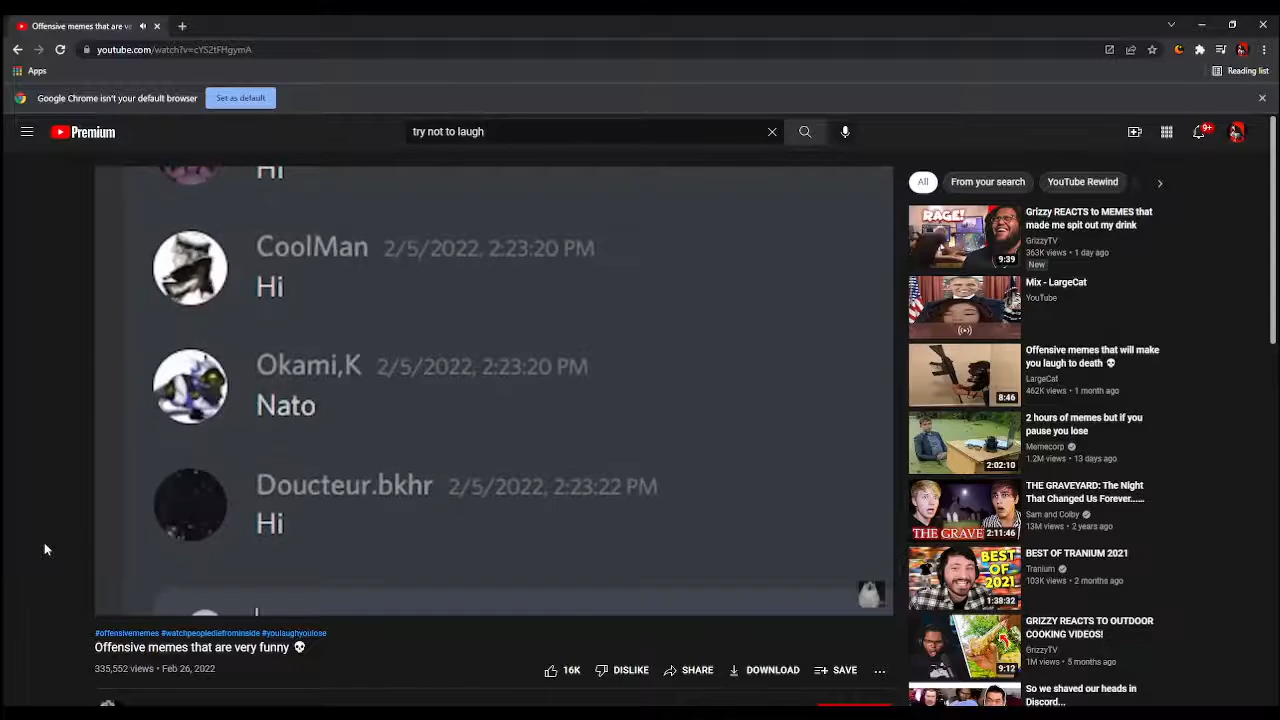 Offensive memes that are ve
youtube.com/watch?v=cYS2tFHgymA
Apps
Reading list
Google Chrome isn't your default browser
Set as default
Premium
try not to laugh
9+
Hi
CoolMan 2/5/2022, 2:23:20 PM
Hi
Okami,K 2/5/2022, 2:23:20 PM
Nato
Doucteur.bkhr 2/5/2022, 2:23:22 PM
Hi
#offensivememes #watchpeoplediefrominside #youlaughyoulose
Offensive memes that are very funny 💀
335,552 views • Feb 26, 2022
16K
DISLIKE
SHARE
DOWNLOAD
SAVE
All
From your search
YouTube Rewind
RAGE!
9:39
Grizzy REACTS to MEMES that
made me spit out my drink
GrizzyTV
363K views • 1 day ago
New
Mix - LargeCat
YouTube
8:46
Offensive memes that will make
you laugh to death 💀
LargeCat
462K views • 1 month ago
2:02:10
2 hours of memes but if you
pause you lose
Memecorp
1.2M views • 13 days ago
THE GRAVE
2:11:46
THE GRAVEYARD: The Night
That Changed Us Forever......
Sam and Colby
13M views • 2 years ago
BEST
OF
2021
1:38:32
BEST OF TRANIUM 2021
Tranium
103K views • 2 months ago
9:12
GRIZZY REACTS TO OUTDOOR
COOKING VIDEOS!
GrizzyTV
1M views • 5 months ago
So we shaved our heads in
Discord...